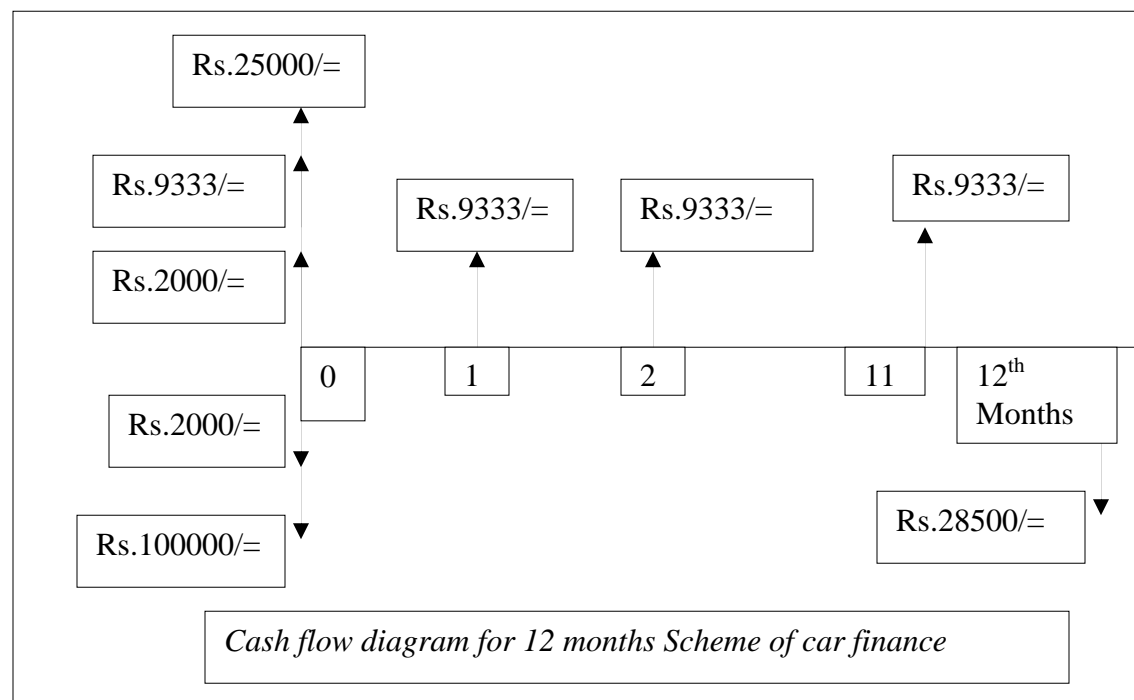 Rs.25000/=
Rs.9333/=
Rs.9333/=
Rs.9333/=
Rs.9333/=
Rs.2000/=
0
1
2
11
12th
Months
Rs.2000/=
Rs.28500/=
Rs.100000/=
Cash flow diagram for 12 months Scheme of car finance